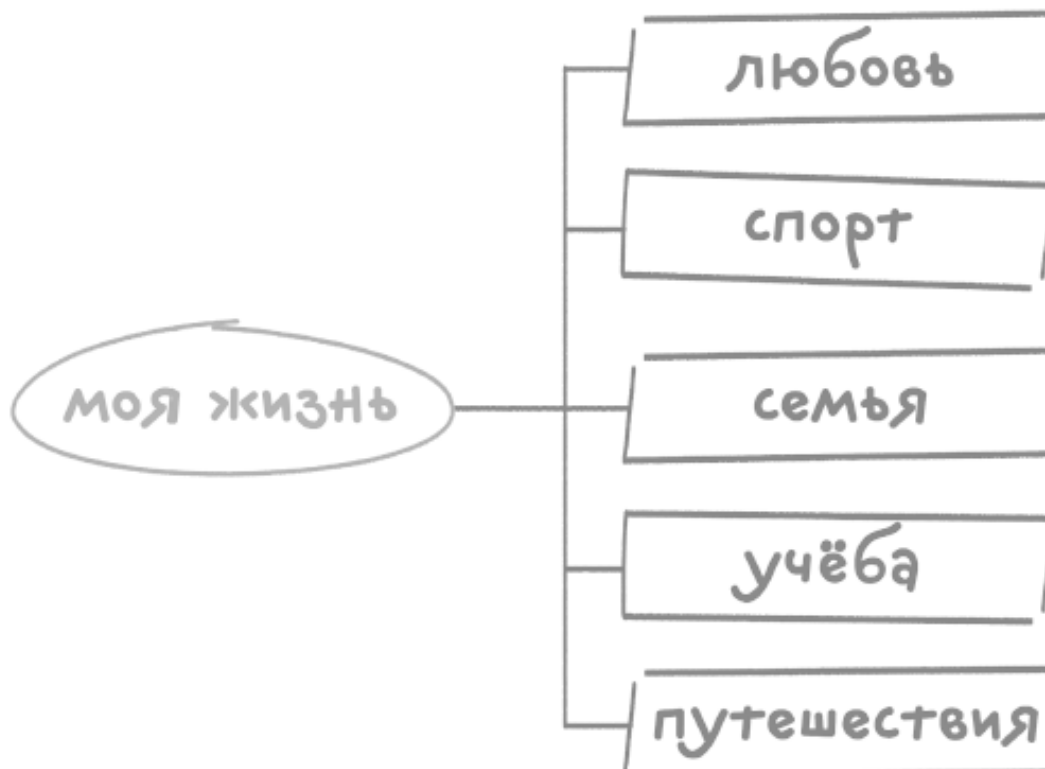 моя жизнь
любовь
спорт
семья
учёба
путешествия